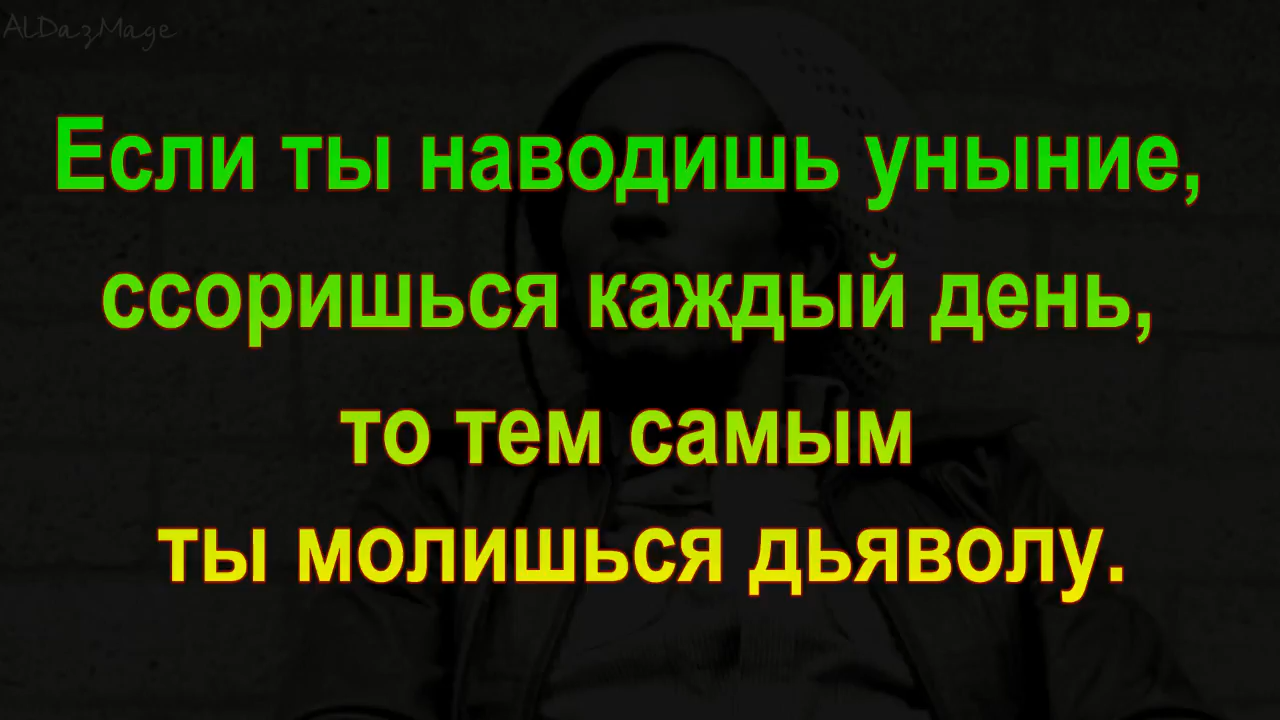 ALDazMage
Если ты наводишь уныние,
ссоришься каждый день,
то тем самым
ты молишься дьяволу.